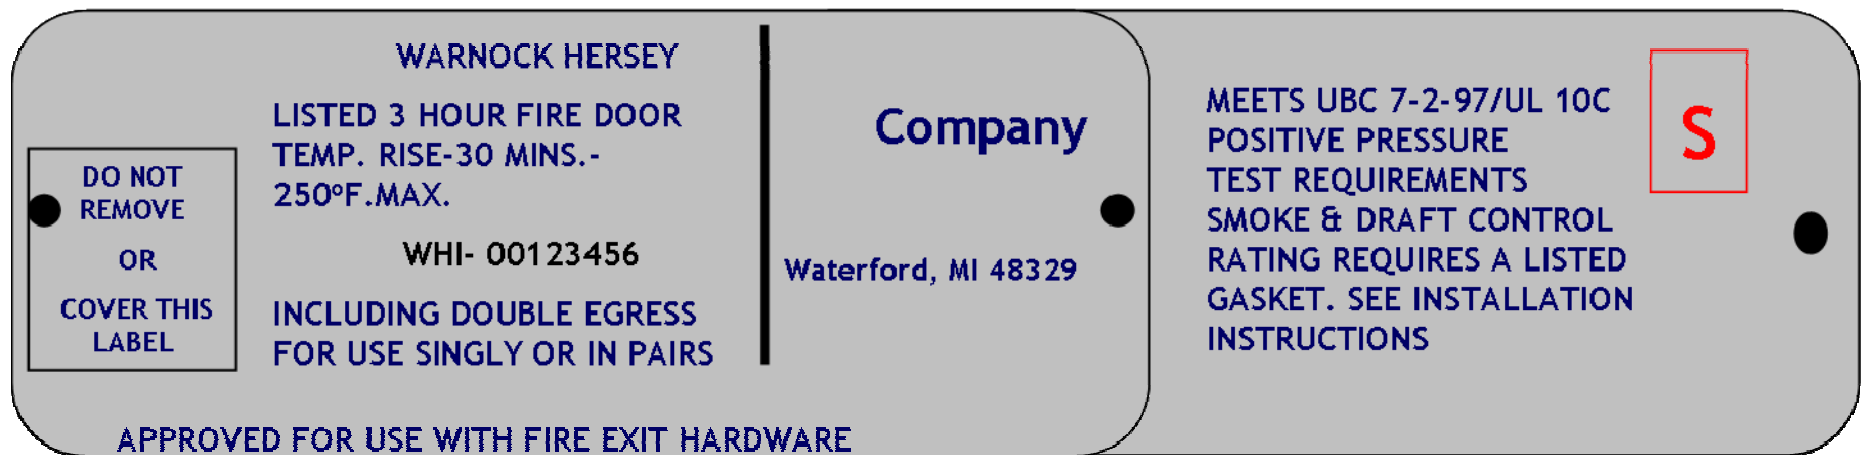 WARNOCK HERSEY
LISTED 3 HOUR FIRE DOOR
TEMP. RISE-30 MINS.-
250ºF.MAX.
WHI- 00123456
INCLUDING DOUBLE EGRESS
FOR USE SINGLY OR IN PAIRS
DO NOT
REMOVE
OR
COVER THIS
LABEL
APPROVED FOR USE WITH FIRE EXIT HARDWARE
Company
Waterford, MI 48329
MEETS UBC 7-2-97/UL 10C
POSITIVE PRESSURE
TEST REQUIREMENTS
SMOKE & DRAFT CONTROL
RATING REQUIRES A LISTED
GASKET. SEE INSTALLATION
INSTRUCTIONS
S